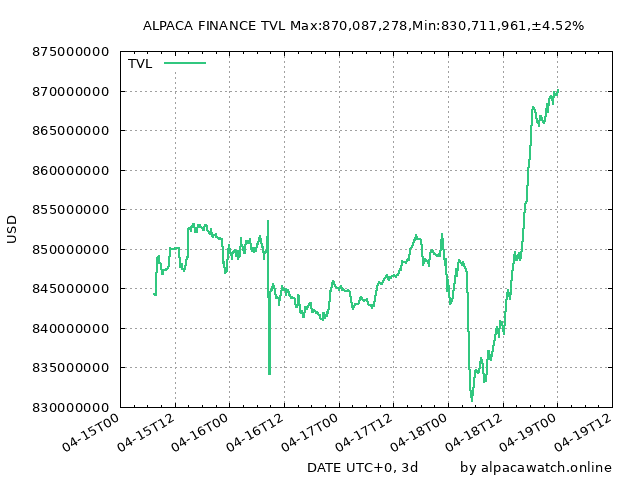 ALPACA FINANCE TVL Max:870,087,278,Min:830,711,961,±4.52%
875000000
TVL
870000000
865000000
860000000
855000000
850000000
845000000
840000000
835000000
830000000
USD
04-15T00
04-15T12
04-16T00
04-16T12
04-17T00
04-17T12
04-18T00
04-18T12
04-19T00
04-19T12
DATE UTC+0, 3d
by alpacawatch.online